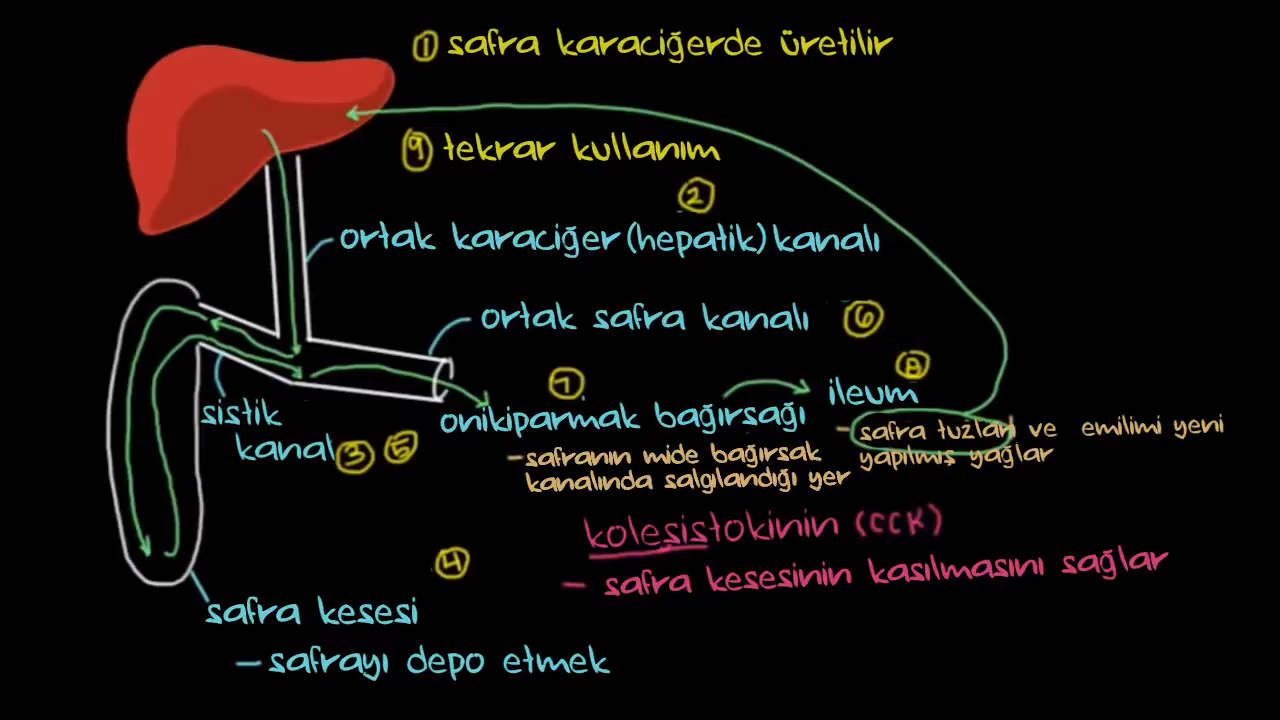 ① safra karaciğerde üretilir
⑨ tekrar kullanım
②
ortak karaciğer (hepatik) kanalı
ortak safra kanalı ⑥
⑦
⑧
ileum
onikiparmak bağırsağı
- safra tuzları ve emilimi yeni
yapılmış yağlar
- safranın mide bağırsak
kanalında salgılandığı yer
sistik
kanal ③ ⑤
kolesistokinin (CCK)
- safra kesesinin kasılmasını sağlar
④
safra kesesi
- safrayı depo etmek